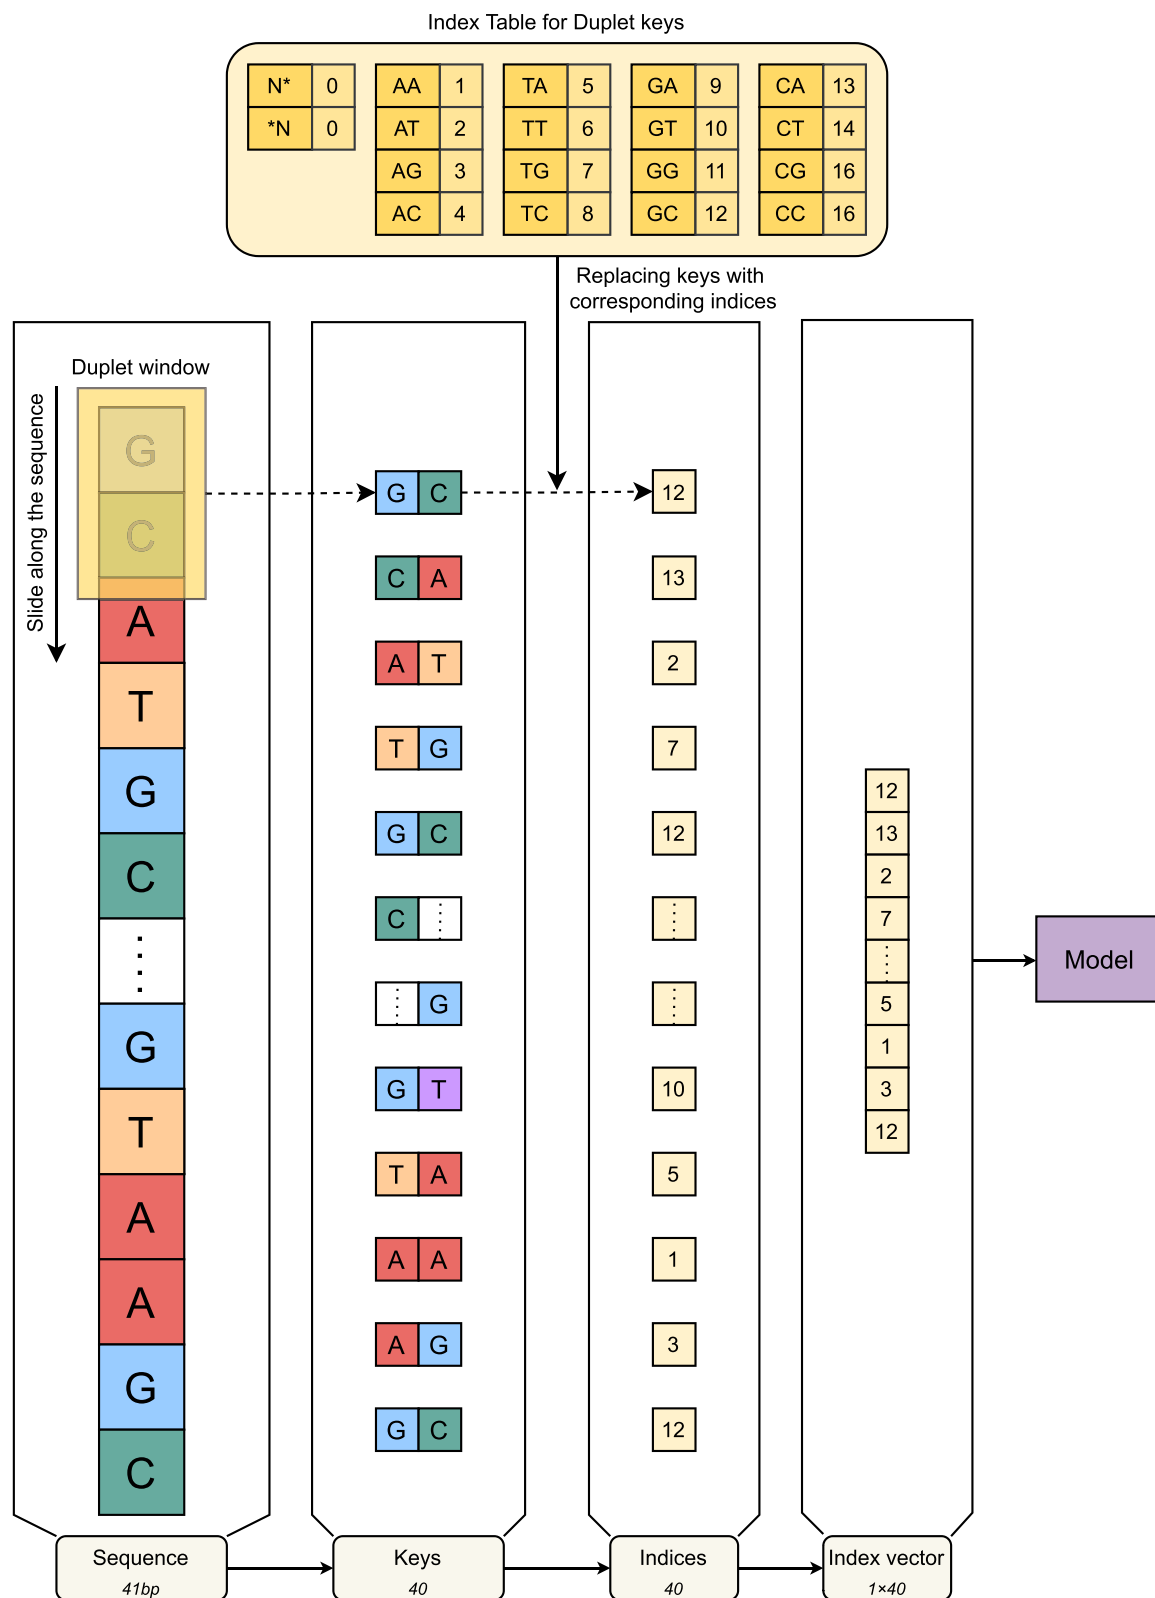 Index Table for Duplet keys
N* 0 AA 1 TA 5 GA 9 CA 13
*N 0 AT 2 TT 6 GT 10 CT 14
AG 3 TG 7 GG 11 CG 16
AC 4 TC 8 GC 12 CC 16
Replacing keys with
corresponding indices
Duplet window
Slide along the sequence
G
C
A
T
G
C
G
T
A
A
G
C
G C
C A
A T
T G
G C
C
G
G T
T A
A A
A G
G C
12
13
2
7
12
10
5
1
3
12
12
13
2
7
5
1
3
12
Model
Sequence
41bp
Keys
40
Indices
40
Index vector
1×40